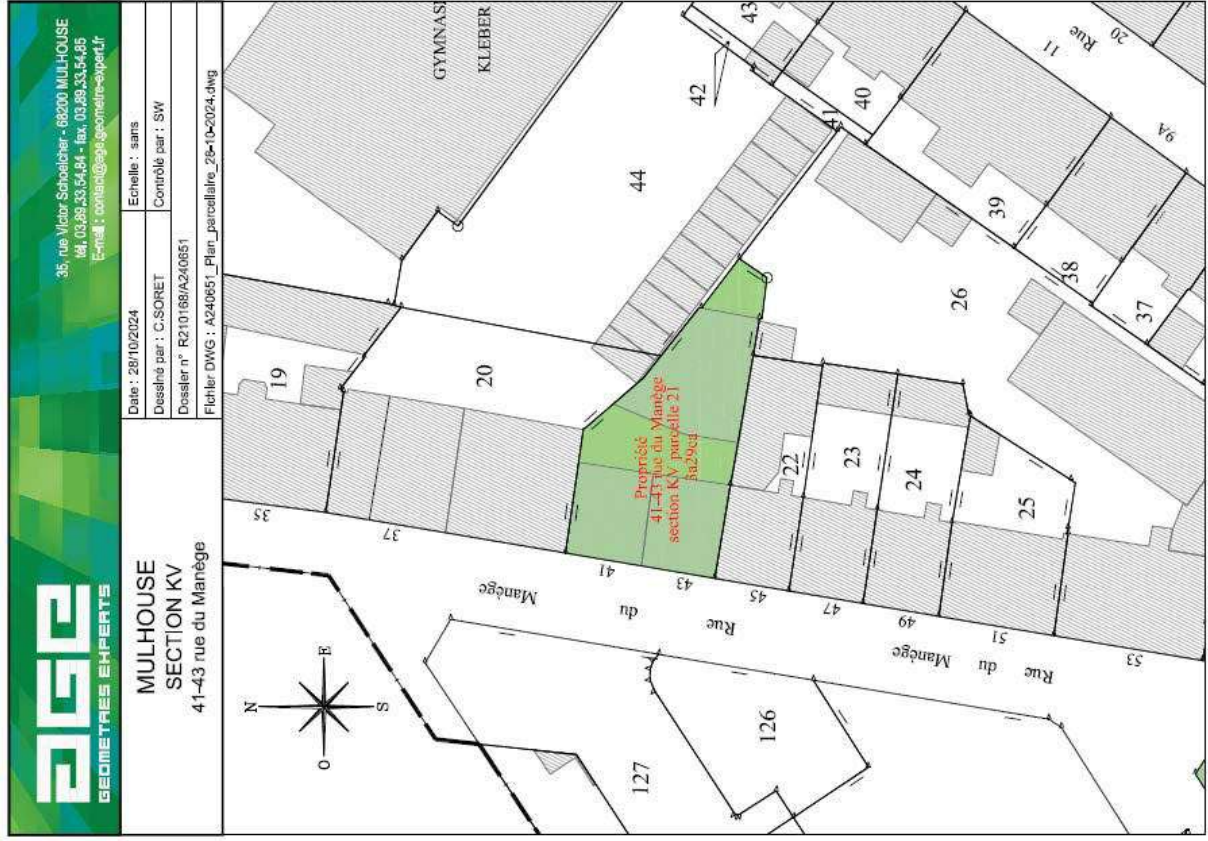 AGE
GEOMETRES EXPERTS
35, rue Victor Schoelcher - 68200 MULHOUSE
tél. 03.89.33.54.84 - fax. 03.89.33.54.85
E-mail : contact@age.geometre-expert.fr
MULHOUSE
SECTION KV
41-43 rue du Manège
Date : 28/10/2024
Echelle : sans
Dessiné par : C.SORET
Contrôlé par : SW
Dossier n° R210168/A240651
Fichier DWG : A240651_Plan_parcellaire_28-10-2024.dwg
N
E
S
O
GYMNAS
KLEBER
43
42
41
40
44
39
38
37
26
19
20
22
23
24
25
126
127
Propriété
41-43 rue du Manège
section KV parcelle 21
3a29ca
35
37
41
43
45
47
49
51
53
Rue du Manège
Rue du Manège
Rue
11
20
9A